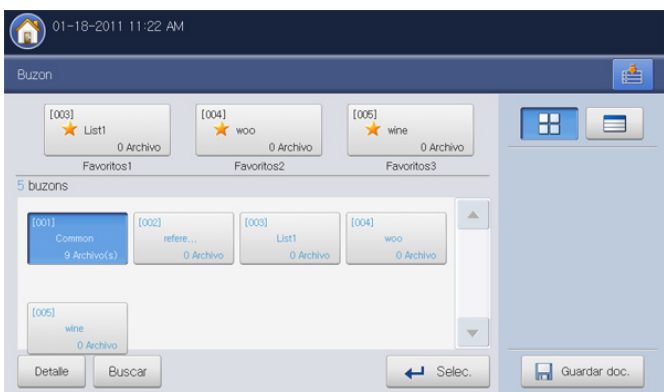 01-18-2011 11:22 AM
Buzon
[003] [004] [005]
List1 woo wine
0 Archivo 0 Archivo 0 Archivo
Favoritos1 Favoritos2 Favoritos3
5 buzons
[001] [002] [003] [004]
Common refere... List1 woo
9 Archivo(s) 0 Archivo 0 Archivo 0 Archivo
[005]
wine
0 Archivo
Detalle Buscar Selec. Guardar doc.